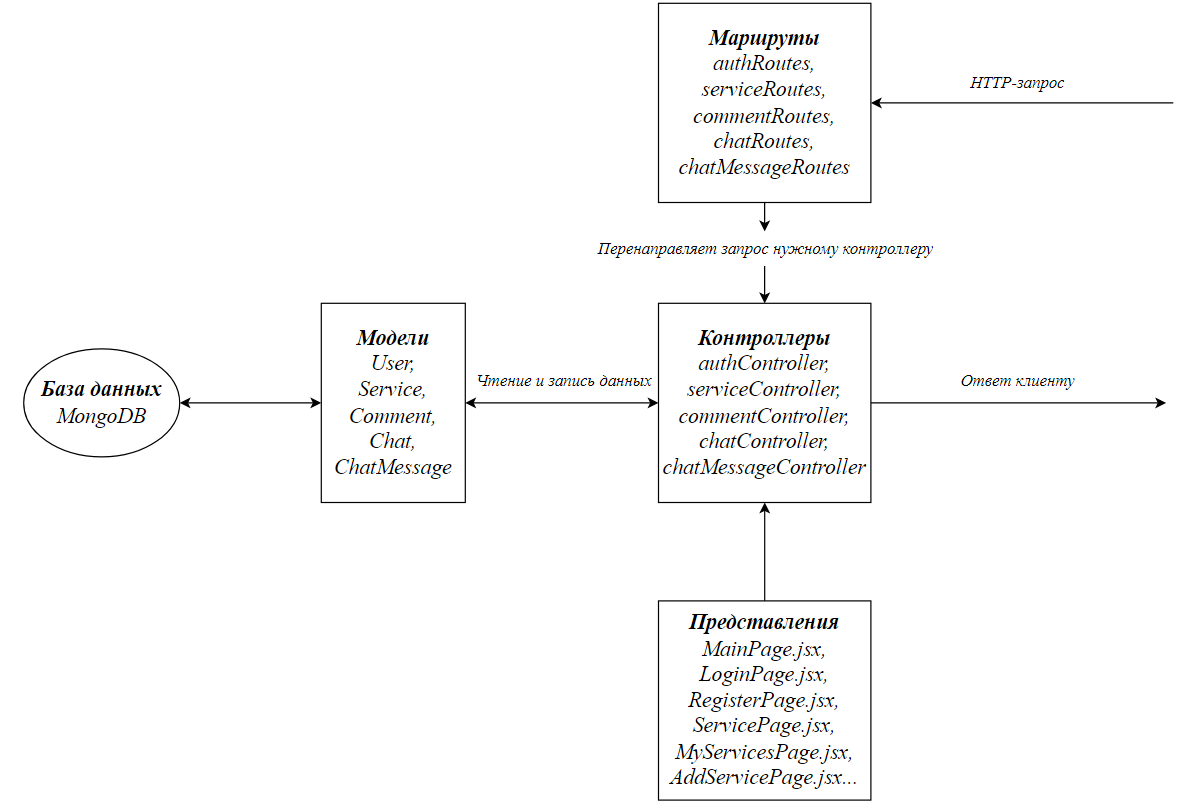 Маршруты
authRoutes,
serviceRoutes,
commentRoutes,
chatRoutes,
chatMessageRoutes
HTTP-запрос
Перенаправляет запрос нужному контроллеру
База данных
MongoDB
Модели
User,
Service,
Comment,
Chat,
ChatMessage
Чтение и запись данных
Контроллеры
authController,
serviceController,
commentController,
chatController,
chatMessageController
Ответ клиенту
Представления
MainPage.jsx,
LoginPage.jsx,
RegisterPage.jsx,
ServicePage.jsx,
MyServicesPage.jsx,
AddServicePage.jsx...